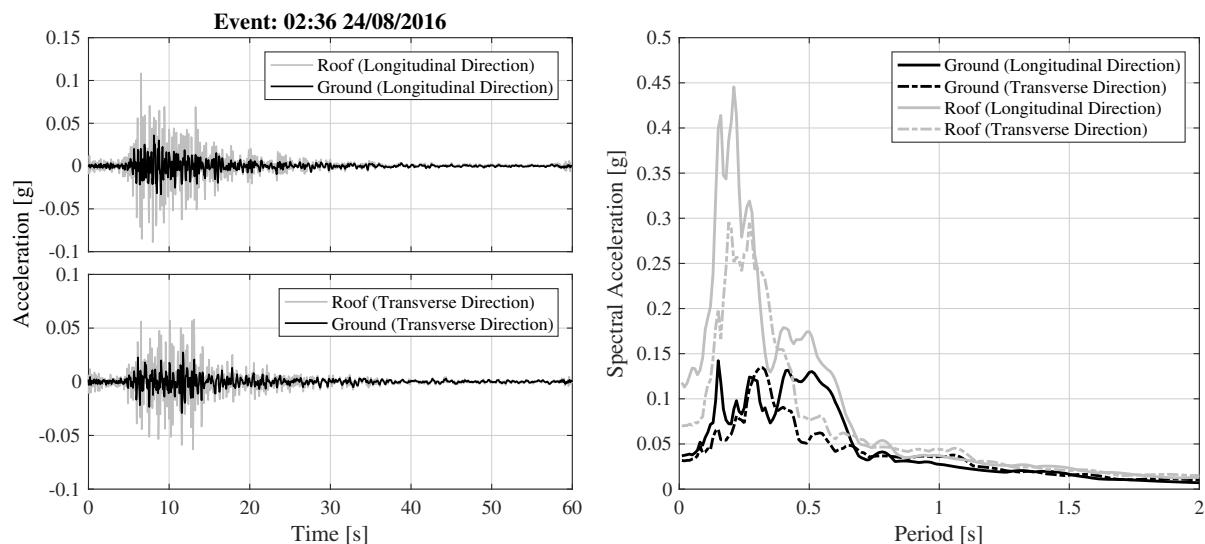 Event: 02:36 24/08/2016
Acceleration [g]
0.15
0.1
0.05
0
-0.05
-0.1
Roof (Longitudinal Direction)
Ground (Longitudinal Direction)
0.1
0.05
0
-0.05
-0.1
Roof (Transverse Direction)
Ground (Transverse Direction)
0 10 20 30 40 50 60
Time [s]
Spectral Acceleration [g]
0.5
0.45
0.4
0.35
0.3
0.25
0.2
0.15
0.1
0.05
0
Ground (Longitudinal Direction)
Ground (Transverse Direction)
Roof (Longitudinal Direction)
Roof (Transverse Direction)
0 0.5 1 1.5 2
Period [s]